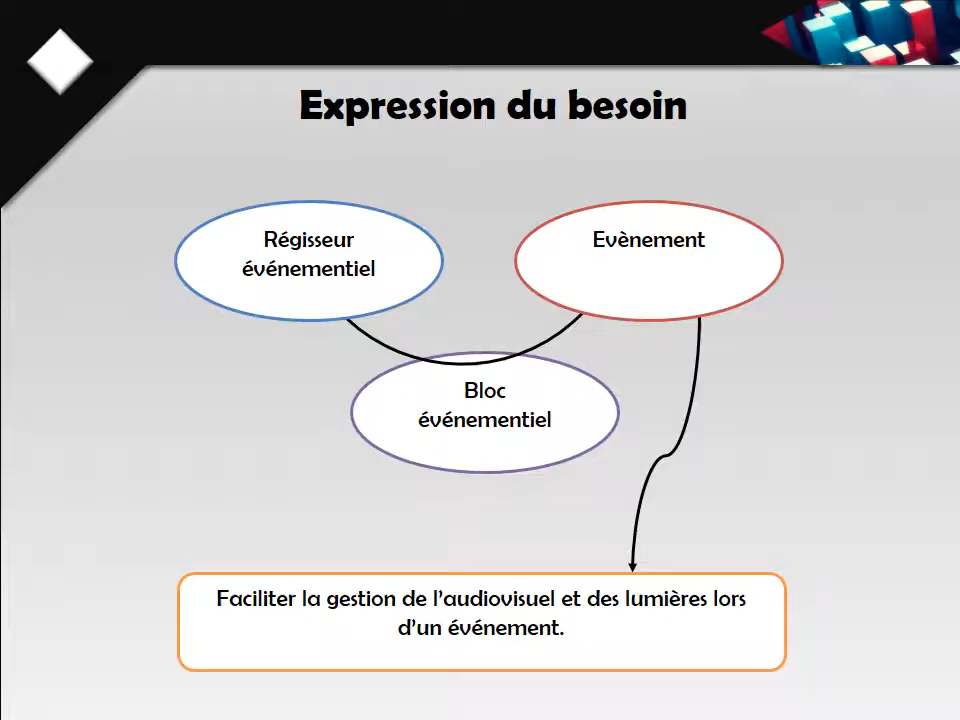 Expression du besoin
Régisseur
événementiel
Evènement
Bloc
événementiel
Faciliter la gestion de l’audiovisuel et des lumières lors
d’un événement.